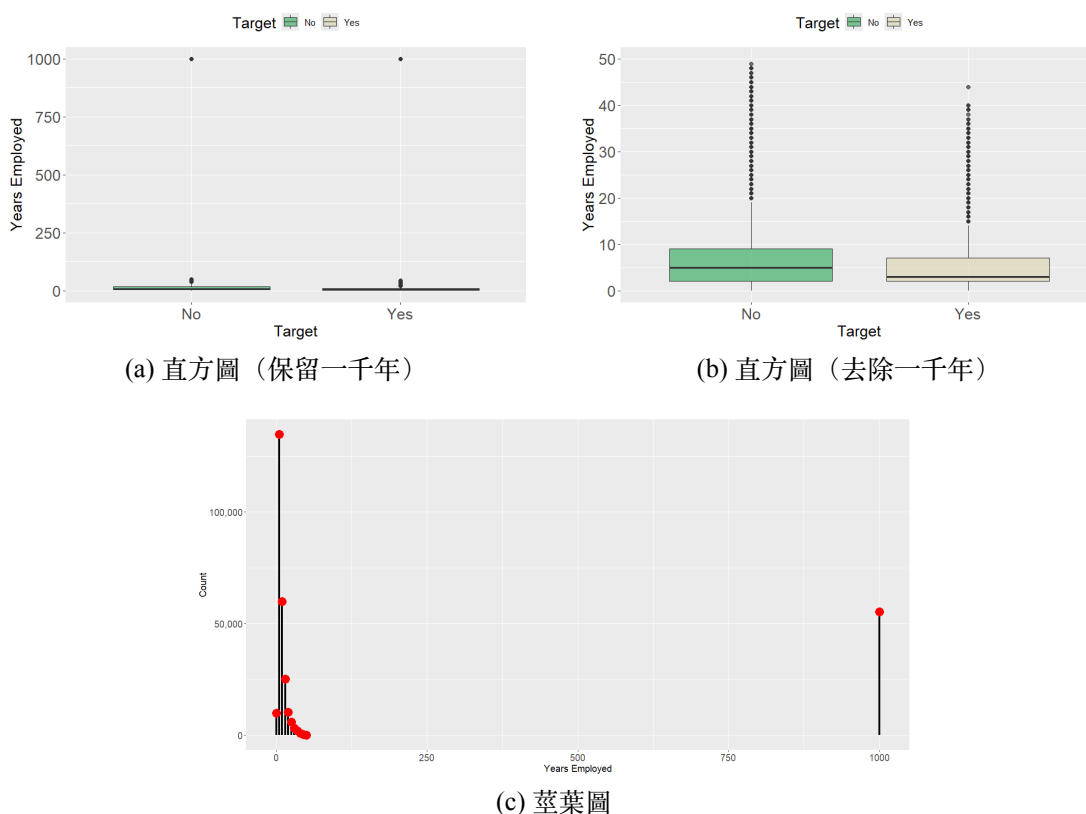 Target No Yes
1000
750
500
250
0
Years Employed
No Yes
Target
(a) 直方圖（保留一千年）
Target No Yes
50
40
30
20
10
0
Years Employed
No Yes
Target
(b) 直方圖（去除一千年）
100,000
50,000
0
Count
0 250 500 750 1000
Years Employed
(c) 莖葉圖